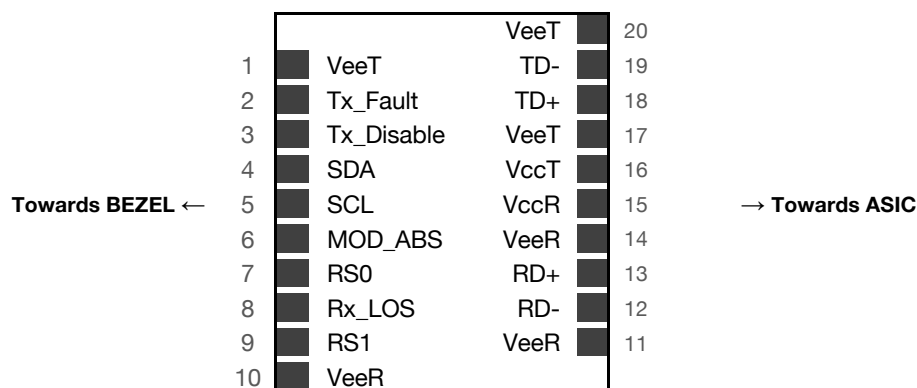 VeeT 20
1 VeeT TD- 19
2 Tx_Fault TD+ 18
3 Tx_Disable VeeT 17
4 SDA VccT 16
Towards BEZEL ← 5 SCL VccR 15 → Towards ASIC
6 MOD_ABS VeeR 14
7 RS0 RD+ 13
8 Rx_LOS RD- 12
9 RS1 VeeR 11
10 VeeR